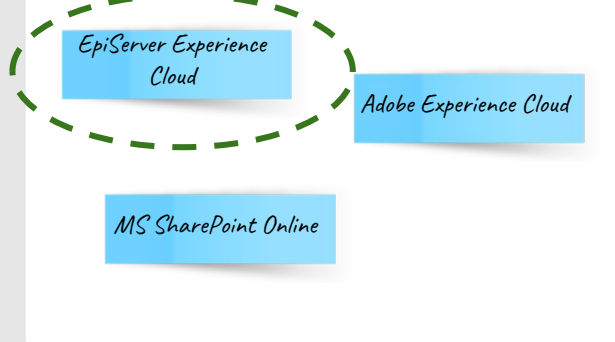 EpiServer Experience
Cloud
Adobe Experience Cloud
MS SharePoint Online